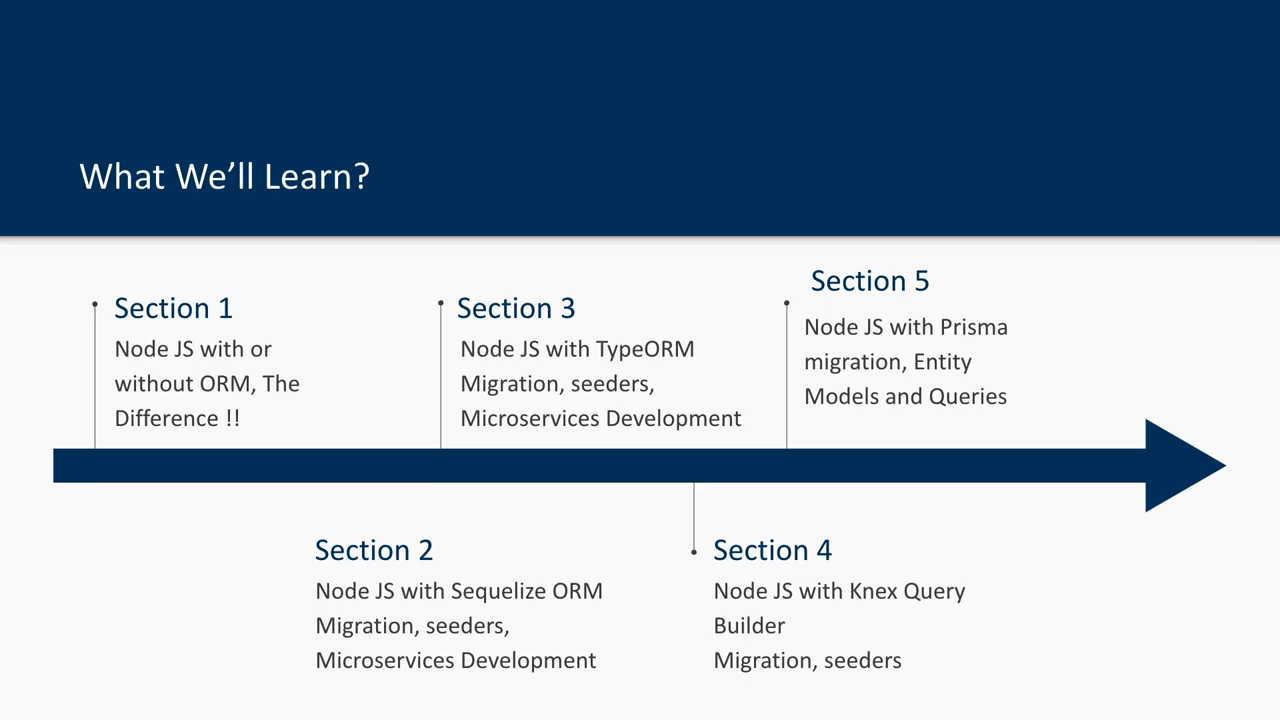 What We’ll Learn?
Section 1
Node JS with or
without ORM, The
Difference !!
Section 2
Node JS with Sequelize ORM
Migration, seeders,
Microservices Development
Section 3
Node JS with TypeORM
Migration, seeders,
Microservices Development
Section 4
Node JS with Knex Query
Builder
Migration, seeders
Section 5
Node JS with Prisma
migration, Entity
Models and Queries